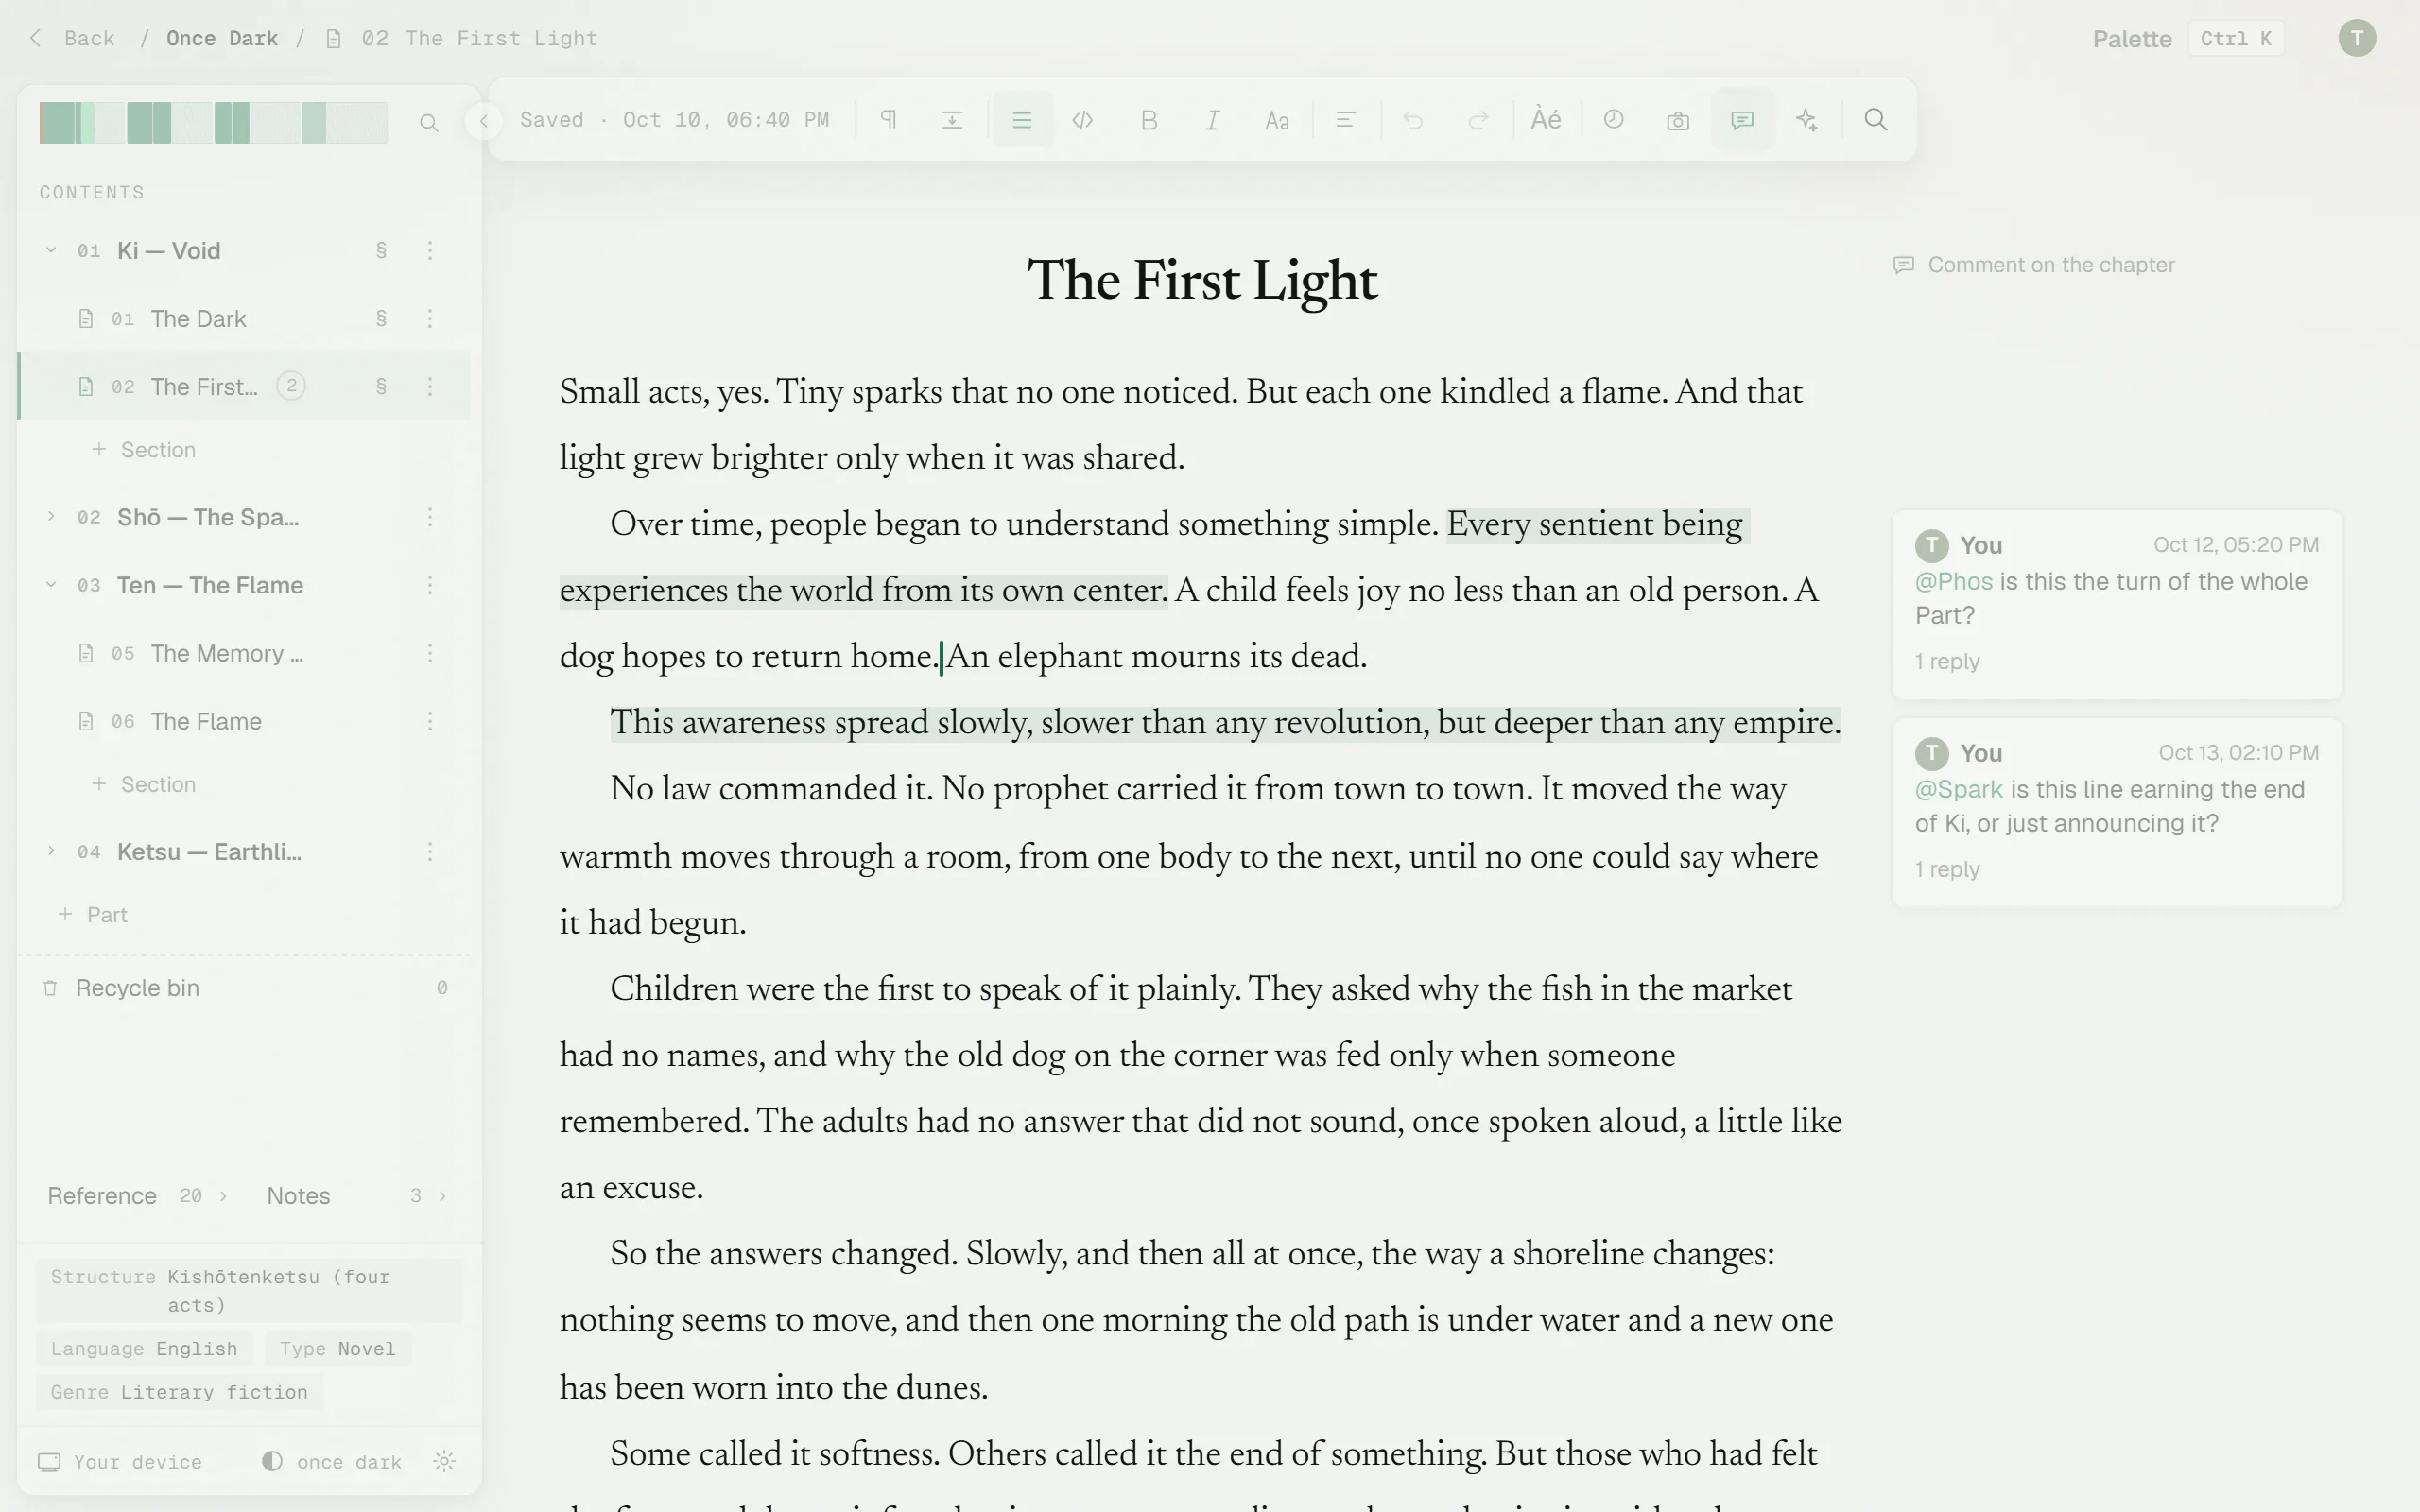 Back / Once Dark / 02 The First Light
Palette Ctrl K T
Saved · Oct 10, 06:40 PM
B I Aa Àé
CONTENTS
01 Ki — Void §
01 The Dark §
02 The First… 2 §
+ Section
02 Shō — The Spa…
03 Ten — The Flame
05 The Memory …
06 The Flame
+ Section
04 Ketsu — Earthli…
+ Part
Recycle bin 0
Reference 20 > Notes 3 >
Structure Kishōtenketsu (four
acts)
Language English Type Novel
Genre Literary fiction
Your device once dark
The First Light
Small acts, yes. Tiny sparks that no one noticed. But each one kindled a flame. And that
light grew brighter only when it was shared.
Over time, people began to understand something simple. Every sentient being
experiences the world from its own center. A child feels joy no less than an old person. A
dog hopes to return home. An elephant mourns its dead.
This awareness spread slowly, slower than any revolution, but deeper than any empire.
No law commanded it. No prophet carried it from town to town. It moved the way
warmth moves through a room, from one body to the next, until no one could say where
it had begun.
Children were the first to speak of it plainly. They asked why the fish in the market
had no names, and why the old dog on the corner was fed only when someone
remembered. The adults had no answer that did not sound, once spoken aloud, a little like
an excuse.
So the answers changed. Slowly, and then all at once, the way a shoreline changes:
nothing seems to move, and then one morning the old path is under water and a new one
has been worn into the dunes.
Some called it softness. Others called it the end of something. But those who had felt
Comment on the chapter
T You Oct 12, 05:20 PM
@Phos is this the turn of the whole
Part?
1 reply
T You Oct 13, 02:10 PM
@Spark is this line earning the end
of Ki, or just announcing it?
1 reply